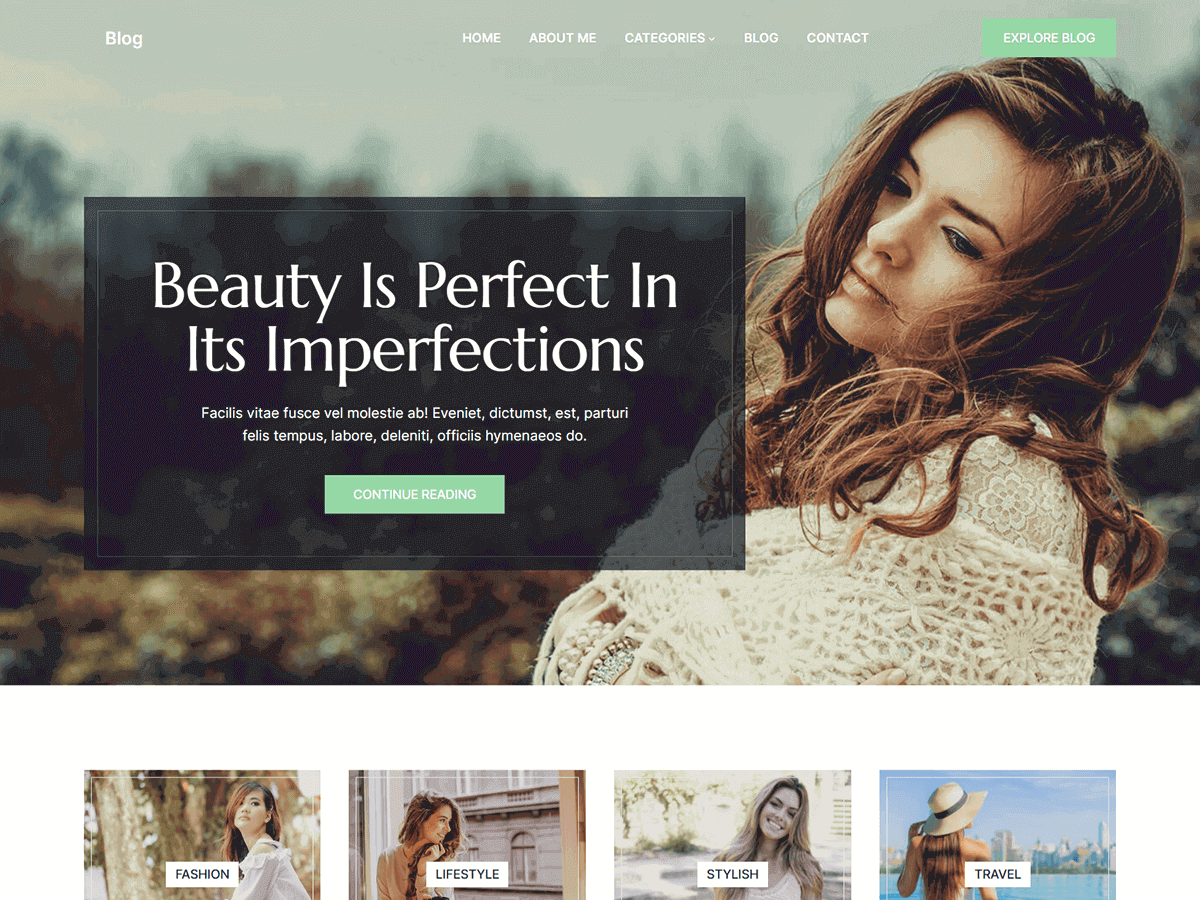 Blog
HOME
ABOUT ME
CATEGORIES
BLOG
CONTACT
EXPLORE BLOG
Beauty Is Perfect In
Its Imperfections
Facilis vitae fusce vel molestie ab! Eveniet, dictumst, est, parturi
felis tempus, labore, deleniti, officiis hymenaeos do.
CONTINUE READING
FASHION
LIFESTYLE
STYLISH
TRAVEL